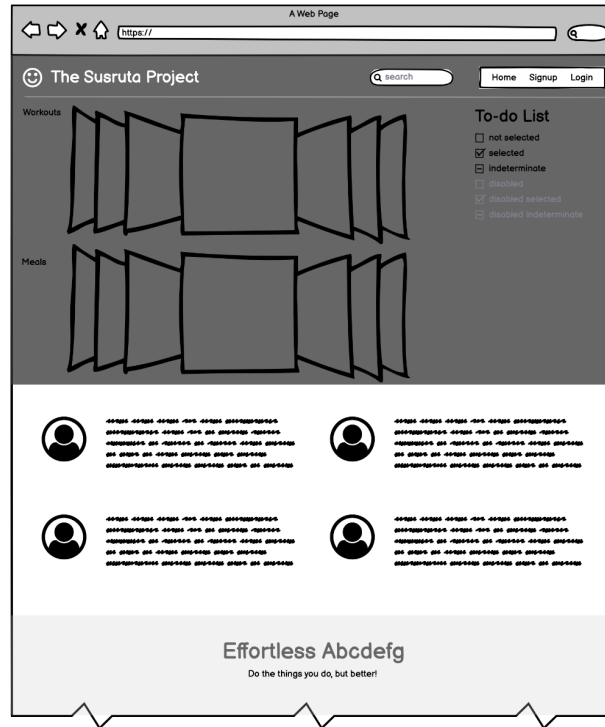 A Web Page
https://
The Susruta Project
search
Home Signup Login
Workouts
To-do List
not selected
selected
indeterminate
disabled
disabled selected
disabled indeterminate
Meals
Effortless Abcdefg
Do the things you do, but better!